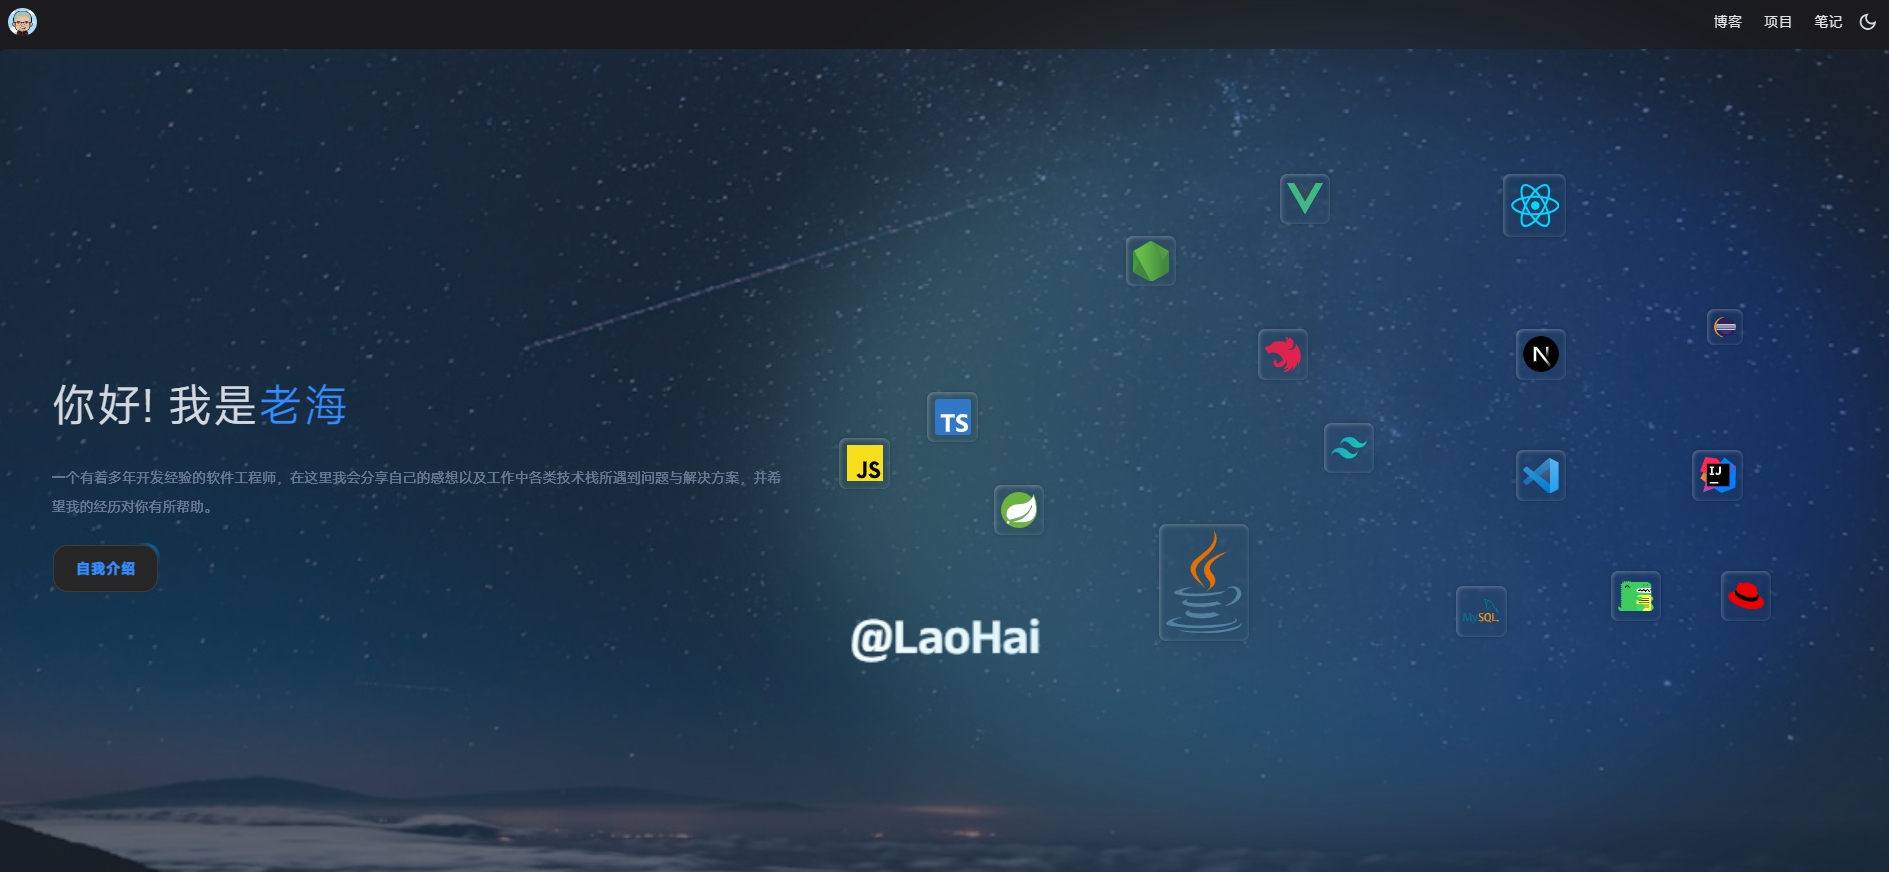 博客 项目 笔记
你好! 我是老海
一个有着多年开发经验的软件工程师，在这里我会分享自己的感想以及工作中各类技术栈所遇到问题与解决方案，并希
望我的经历对你有所帮助。
自我介绍
N
TS
JS
IJ
MySQL
@LaoHai